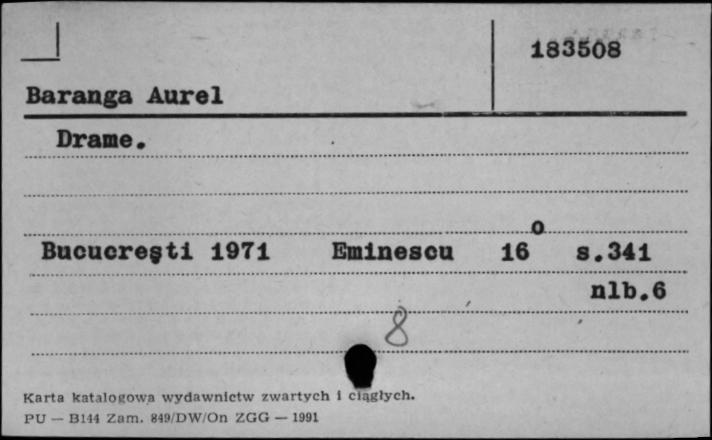 183508
Baranga Aurel
Drame.
Bucucreşti 1971 Eminescu 16° s.341
nlb.6
8
Karta katalogowa wydawnictw zwartych i ciągłych.
PU — B144 Zam. 849/DW/On ZGG — 1991